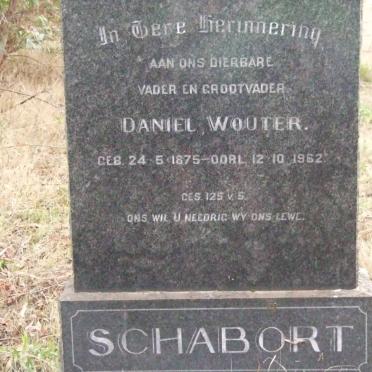 In Tere Herinnering
AAN ONS DIERBARE
VADER EN GROOTVADER
DANIEL WOUTER.
GEB. 24·5·1875–OORL. 12·10·1962
GES. 125 V 5.
ONS WIL U NEDRIG WY ONS LEWE.
SCHABORT